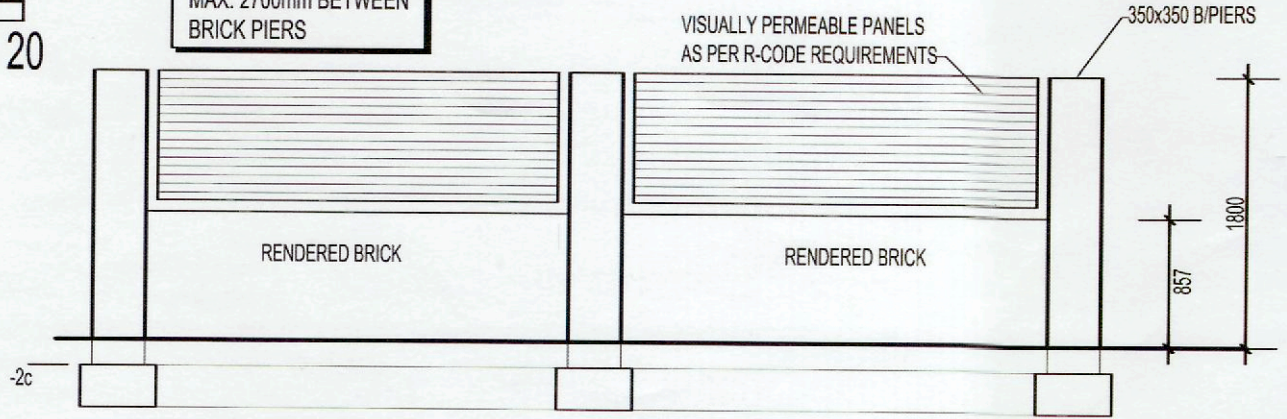 MAX. 2700mm BETWEEN
BRICK PIERS
20
VISUALLY PERMEABLE PANELS
AS PER R-CODE REQUIREMENTS
350x350 B/PIERS
RENDERED BRICK
RENDERED BRICK
1800
857
-2c